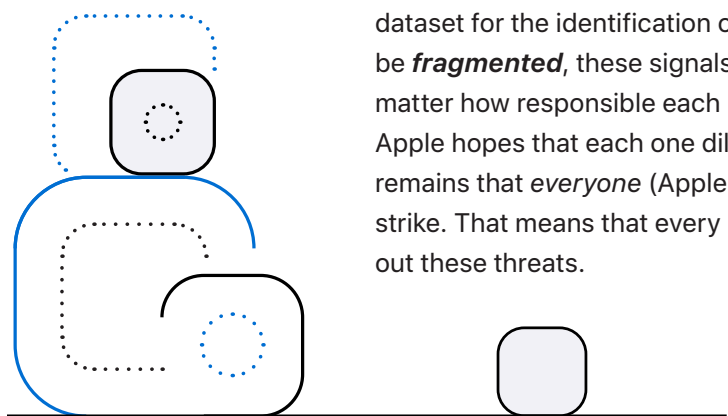 dataset for the identification
be fragmented, these signals
matter how responsible each
Apple hopes that each one
remains that everyone (Apple
strike. That means that every
out these threats.